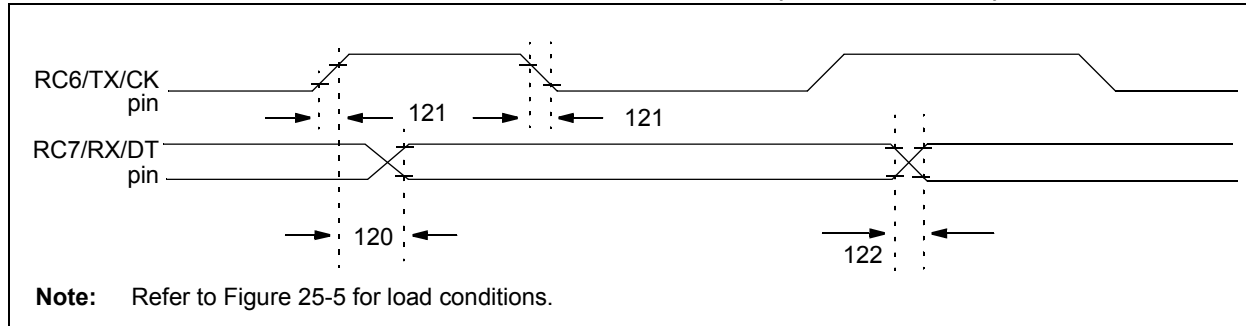 RC6/TX/CK
pin
121
121
RC7/RX/DT
pin
120
122
Note: Refer to Figure 25-5 for load conditions.